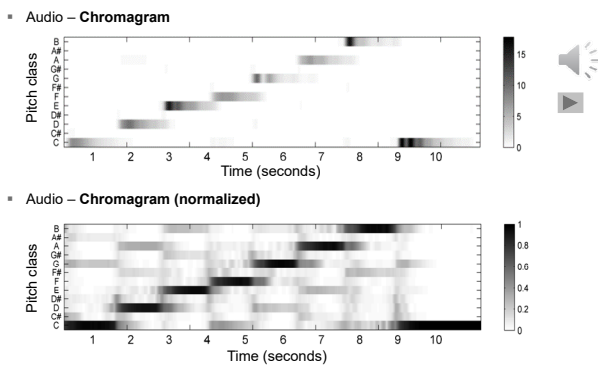 ▪ Audio – Chromagram
Pitch class
B
A#
A
G#
G
F#
F
E
D#
D
C#
C
1 2 3 4 5 6 7 8 9 10
Time (seconds)
15
10
5
0
▪ Audio – Chromagram (normalized)
Pitch class
B
A#
A
G#
G
F#
F
E
D#
D
C#
C
1 2 3 4 5 6 7 8 9 10
Time (seconds)
1
0.8
0.6
0.4
0.2
0